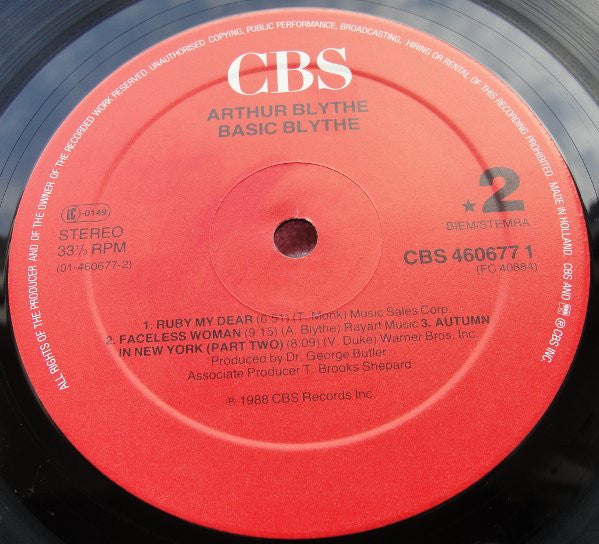 CBS
ARTHUR BLYTHE
BASIC BLYTHE
LC-0149
STEREO
33⅓ RPM
(01-460677-2)
★2
BIEM/STEMRA
CBS 460677 1
(FC 40884)
1. RUBY MY DEAR (6:51) (T. Monk) Music Sales Corp.
2. FACELESS WOMAN (9:15) (A. Blythe) Rayart Music 3. AUTUMN
IN NEW YORK (PART TWO) (8:09) (V. Duke) Warner Bros. Inc.
Produced by Dr. George Butler
Associate Producer T. Brooks Shepard
℗ 1988 CBS Records Inc.
ALL RIGHTS OF THE PRODUCER AND OF THE OWNER OF THE RECORDED WORK RESERVED. UNAUTHORISED COPYING, PUBLIC PERFORMANCE, BROADCASTING, HIRING OR RENTAL OF THIS RECORDING PROHIBITED. MADE IN HOLLAND. CBS AND ℗ CBS INC.